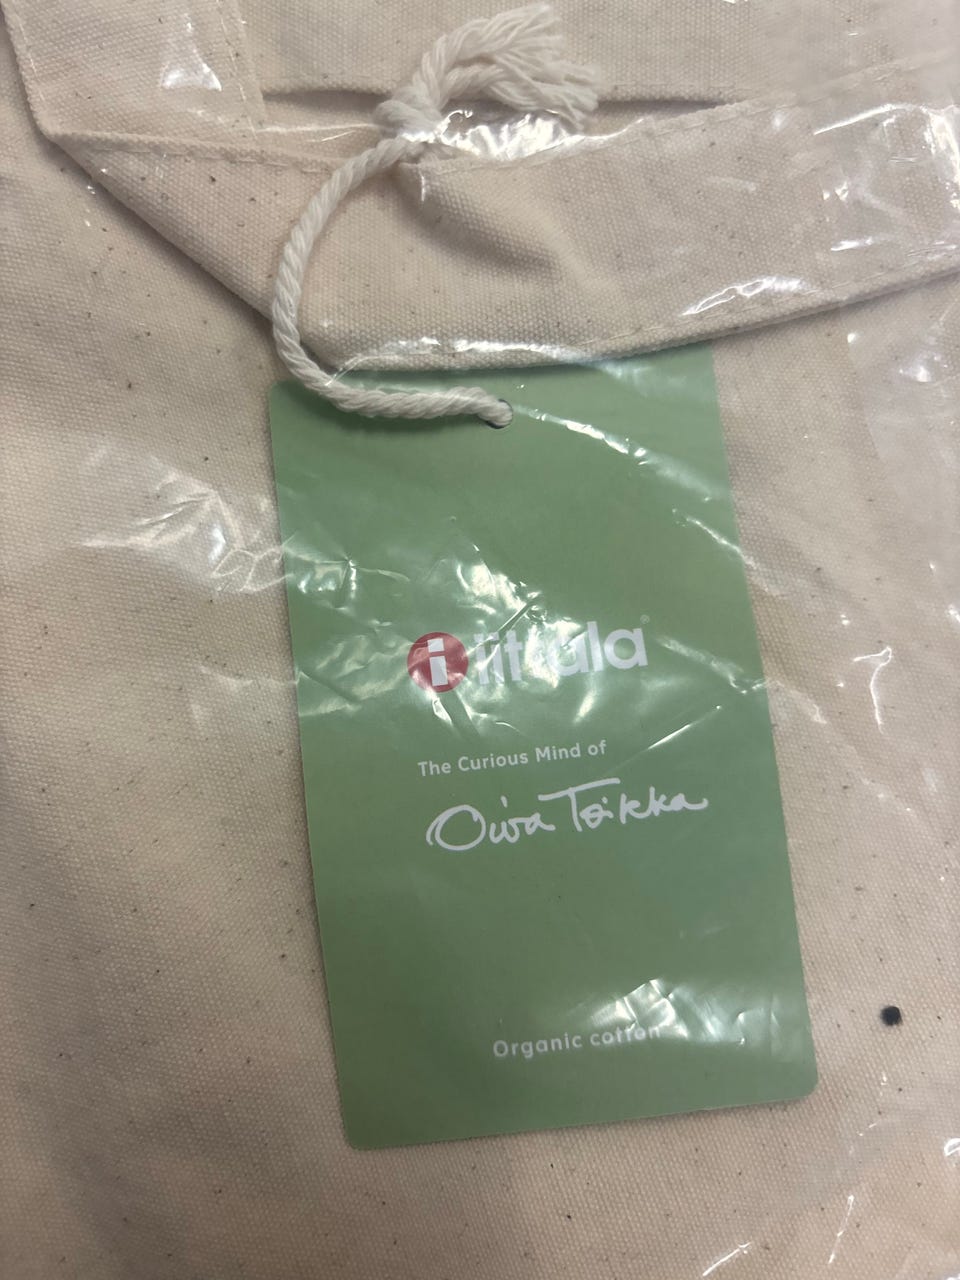 i iittala®
The Curious Mind of
Oiva Toikka
Organic cotton